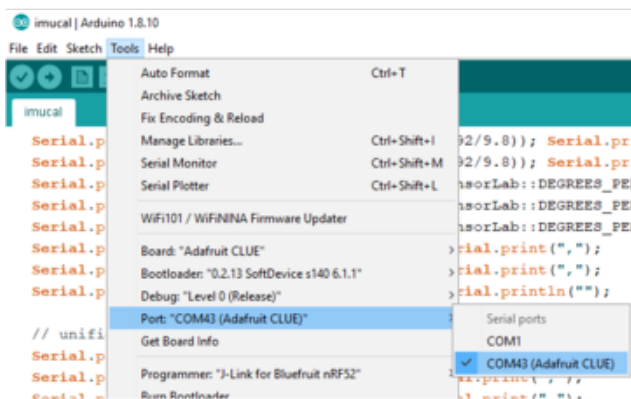 imucal | Arduino 1.8.10
File Edit Sketch Tools Help
imucal
Auto Format Ctrl+T
Archive Sketch
Fix Encoding & Reload
Manage Libraries... Ctrl+Shift+I
Serial Monitor Ctrl+Shift+M
Serial Plotter Ctrl+Shift+L
WiFi101 / WiFiNINA Firmware Updater
Board: "Adafruit CLUE"
Bootloader: "0.2.13 SoftDevice s140 6.1.1"
Debug: "Level 0 (Release)"
Port: "COM43 (Adafruit CLUE)"
Get Board Info
Programmer: "J-Link for Bluefruit nRF52"
Burn Bootloader
Serial ports
COM1
COM43 (Adafruit CLUE)
Serial.p 92/9.8)); Serial.pr
Serial.p 92/9.8)); Serial.pr
Serial.p nsorLab::DEGREES_PE
Serial.p nsorLab::DEGREES_PE
Serial.p nsorLab::DEGREES_PE
Serial.p rial.print(",");
Serial.p rial.print(",");
Serial.p rial.println("");
// unifi
Serial.p
Serial.p